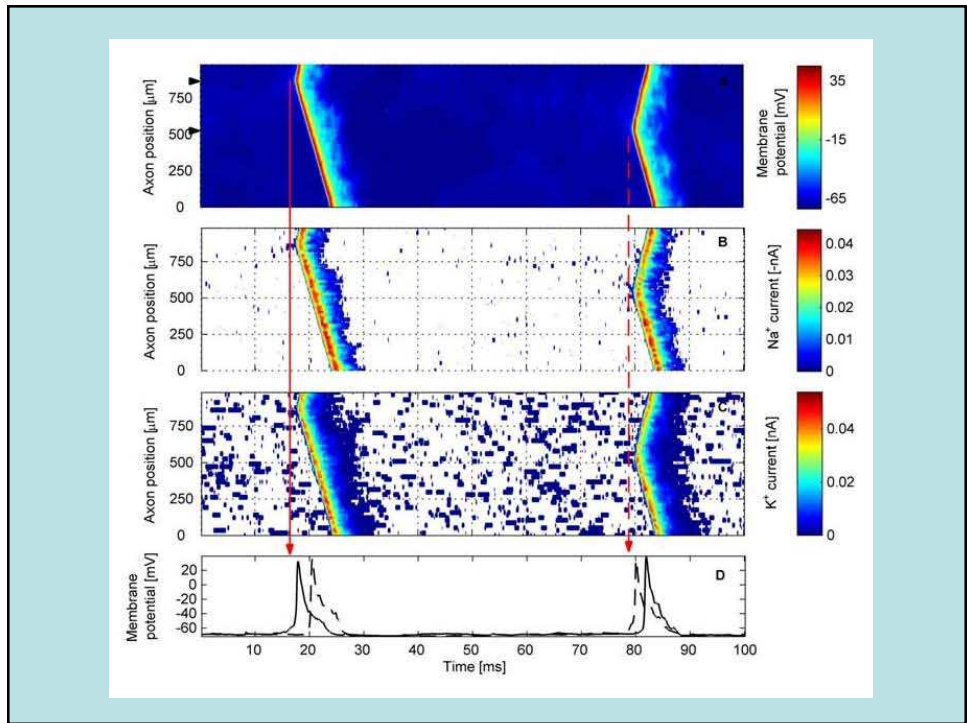 A
Axon position [µm]
750
500
250
0
Membrane
potential [mV]
35
-15
-65
B
Axon position [µm]
750
500
250
0
Na+ current [-nA]
0.04
0.03
0.02
0.01
0
C
Axon position [µm]
750
500
250
0
K+ current [nA]
0.04
0.02
0
D
Membrane
potential [mV]
20
0
-20
-40
-60
10 20 30 40 50 60 70 80 90 100
Time [ms]